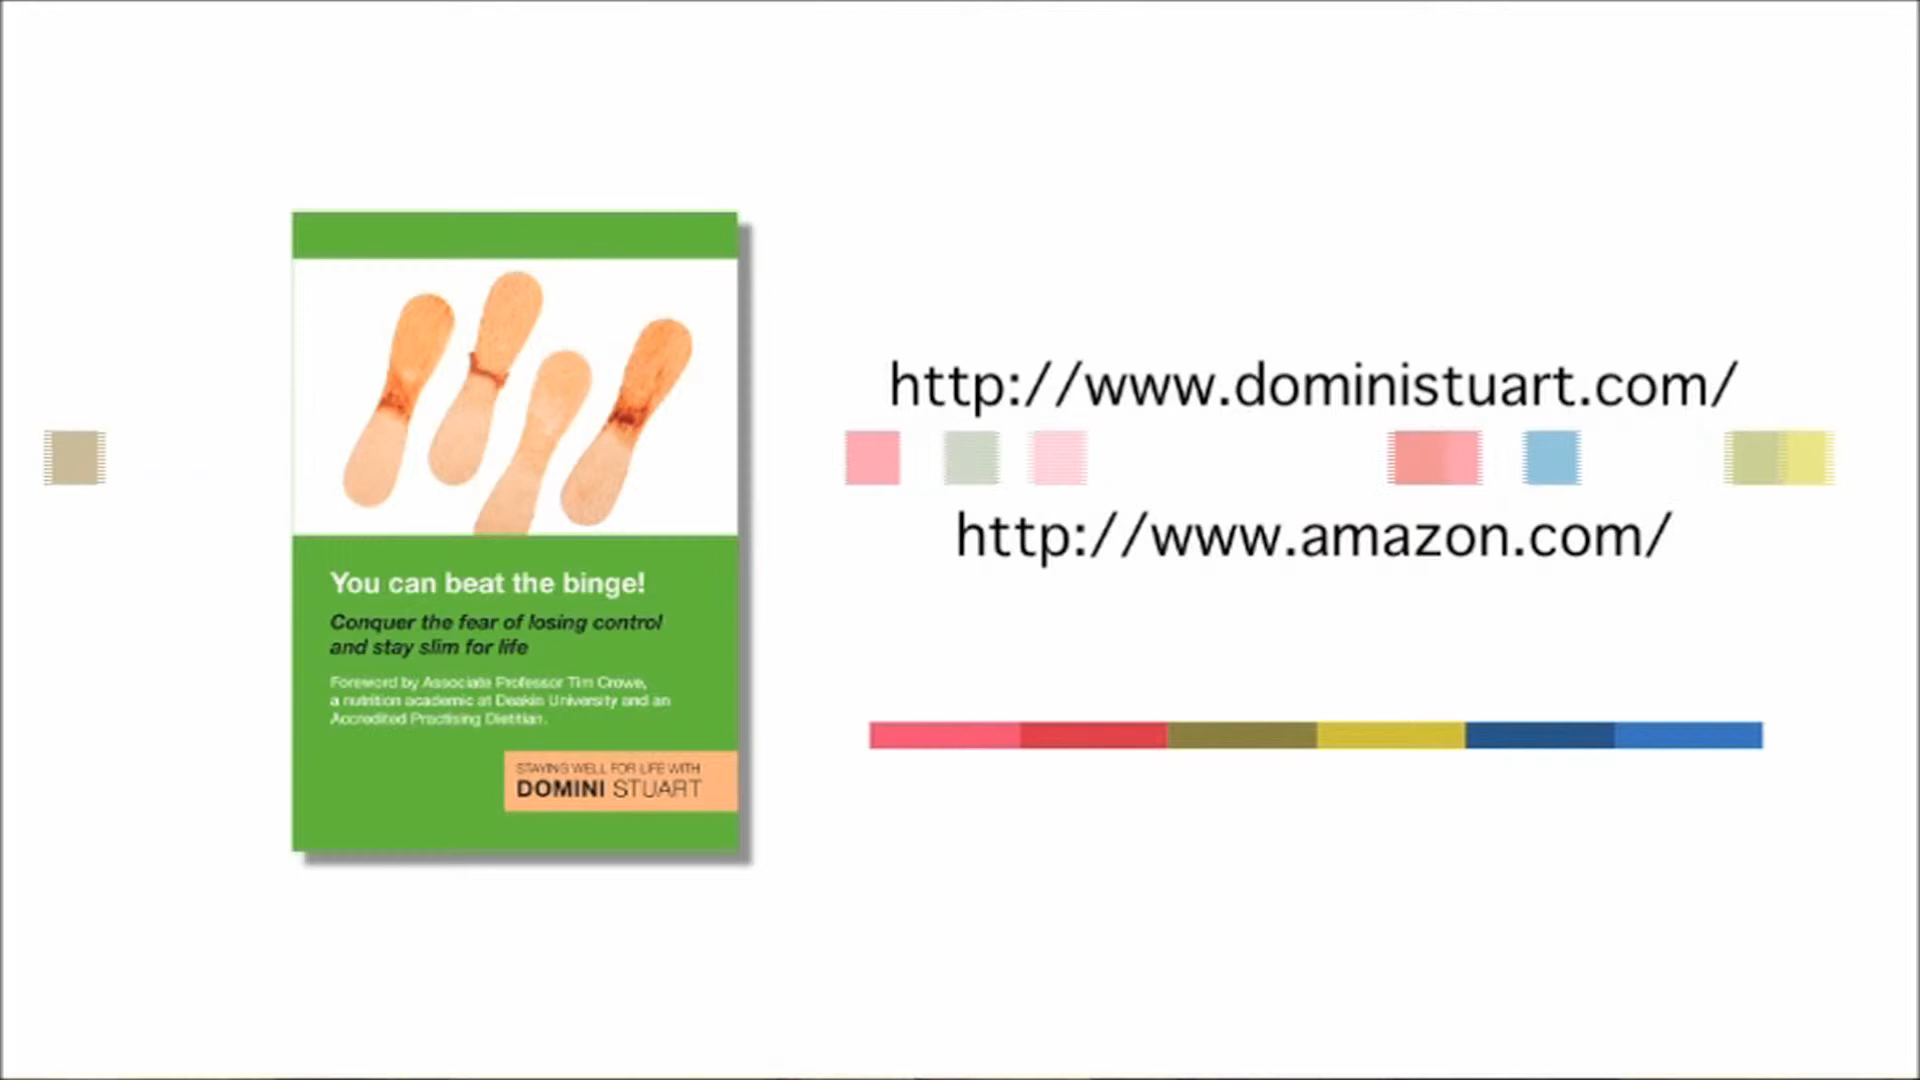 You can beat the binge!
Conquer the fear of losing control
and stay slim for life
Foreword by Associate Professor Tim Crowe,
a nutrition academic at Deakin University and an
Accredited Practising Dietitian.
STAYING WELL FOR LIFE WITH
DOMINI STUART
http://www.doministuart.com/
http://www.amazon.com/